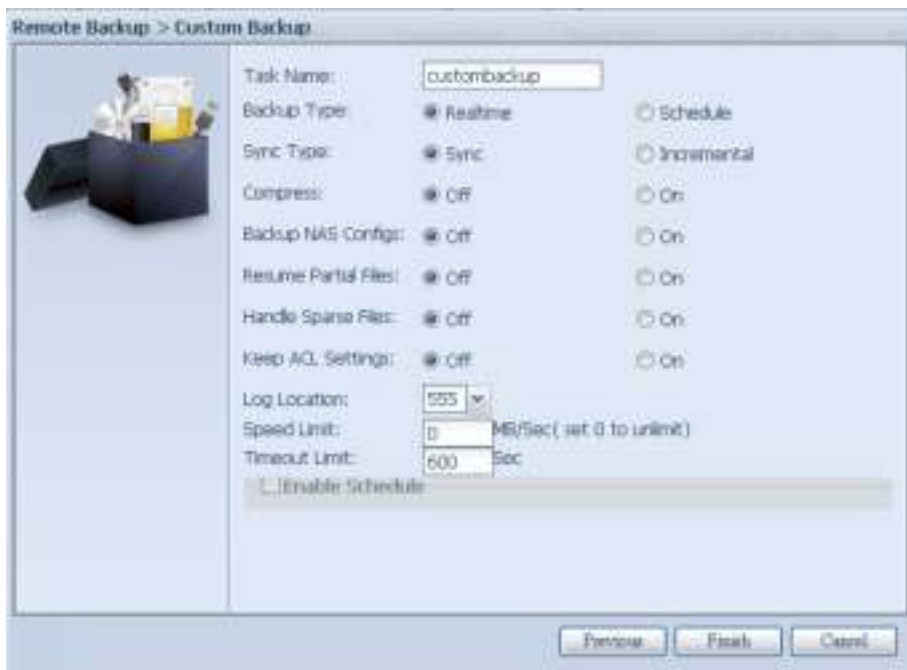 Remote Backup > Custom Backup
Task Name: custombackup
Backup Type: Realtime Schedule
Sync Type: Sync Incremental
Compress: Off On
Backup NAS Configs: Off On
Resume Partial Files: Off On
Handle Sparse Files: Off On
Keep ACL Settings: Off On
Log Location: 555
Speed Limit: 0 MB/Sec( set 0 to unlimit)
Timeout Limit: 600 Sec
Enable Schedule
Previous Finish Cancel